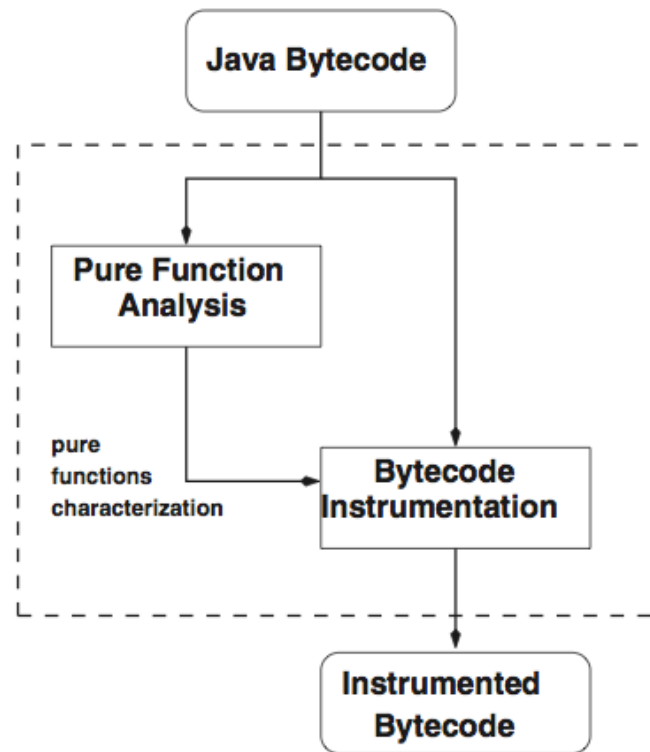 Java Bytecode
Pure Function
Analysis
pure
functions
characterization
Bytecode
Instrumentation
Instrumented
Bytecode